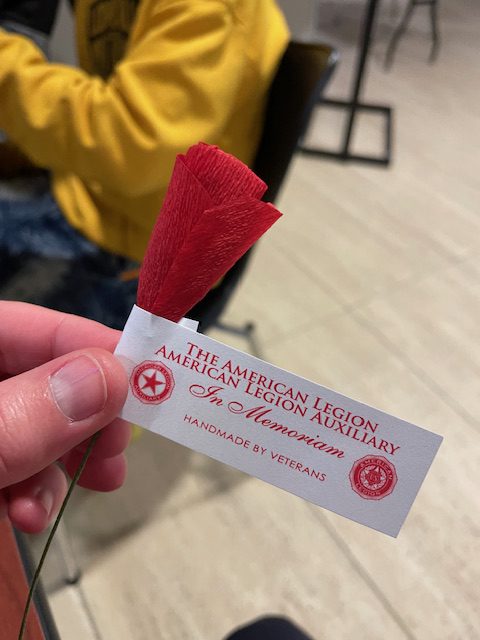 The American Legion
American Legion Auxiliary
In Memoriam
HANDMADE BY VETERANS